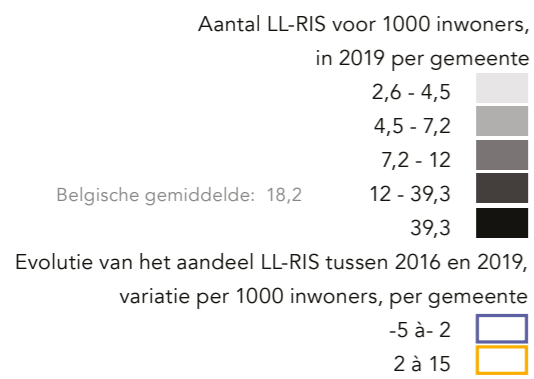 Aantal LL-RIS voor 1000 inwoners,
in 2019 per gemeente
2,6 - 4,5
4,5 - 7,2
7,2 - 12
Belgische gemiddelde: 18,2 12 - 39,3
39,3
Evolutie van het aandeel LL-RIS tussen 2016 en 2019,
variatie per 1000 inwoners, per gemeente
-5 à- 2
2 à 15